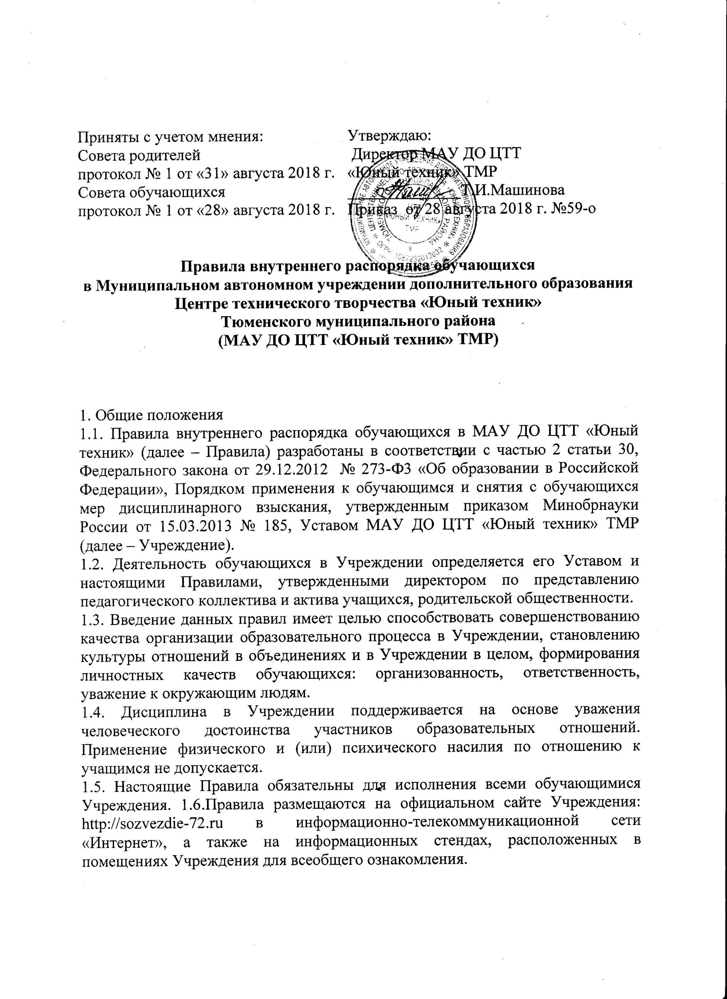 Приняты с учетом мнения:
Совета родителей
протокол № 1 от «31» августа 2018 г.
Совета обучающихся
протокол № 1 от «28» августа 2018 г.
Утверждаю:
Директор МАУ ДО ЦТТ
«Юный техник» ТМР
Т.И.Машинова
Приказ от 28 августа 2018 г. №59-о
МУНИЦИПАЛЬНОЕ АВТОНОМНОЕ УЧРЕЖДЕНИЕ ДОПОЛНИТЕЛЬНОГО ОБРАЗОВАНИЯ
ЦЕНТР ТЕХНИЧЕСКОГО ТВОРЧЕСТВА «ЮНЫЙ ТЕХНИК»
ТЮМЕНСКОГО МУНИЦИПАЛЬНОГО РАЙОНА
ЦТТ
«ЮНЫЙ ТЕХНИК»
ТМР
Правила внутреннего распорядка обучающихся
в Муниципальном автономном учреждении дополнительного образования
Центре технического творчества «Юный техник»
Тюменского муниципального района
(МАУ ДО ЦТТ «Юный техник» ТМР)
1. Общие положения
1.1. Правила внутреннего распорядка обучающихся в МАУ ДО ЦТТ «Юный
техник» (далее – Правила) разработаны в соответствии с частью 2 статьи 30,
Федерального закона от 29.12.2012 № 273-ФЗ «Об образовании в Российской
Федерации», Порядком применения к обучающимся и снятия с обучающихся
мер дисциплинарного взыскания, утвержденным приказом Минобрнауки
России от 15.03.2013 № 185, Уставом МАУ ДО ЦТТ «Юный техник» ТМР
(далее – Учреждение).
1.2. Деятельность обучающихся в Учреждении определяется его Уставом и
настоящими Правилами, утвержденными директором по представлению
педагогического коллектива и актива учащихся, родительской общественности.
1.3. Введение данных правил имеет целью способствовать совершенствованию
качества организации образовательного процесса в Учреждении, становлению
культуры отношений в объединениях и в Учреждении в целом, формирования
личностных качеств обучающихся: организованность, ответственность,
уважение к окружающим людям.
1.4. Дисциплина в Учреждении поддерживается на основе уважения
человеческого достоинства участников образовательных отношений.
Применение физического и (или) психического насилия по отношению к
учащимся не допускается.
1.5. Настоящие Правила обязательны для исполнения всеми обучающимися
Учреждения. 1.6.Правила размещаются на официальном сайте Учреждения:
http://sozvezdie-72.ru в информационно-телекоммуникационной сети
«Интернет», а также на информационных стендах, расположенных в
помещениях Учреждения для всеобщего ознакомления.